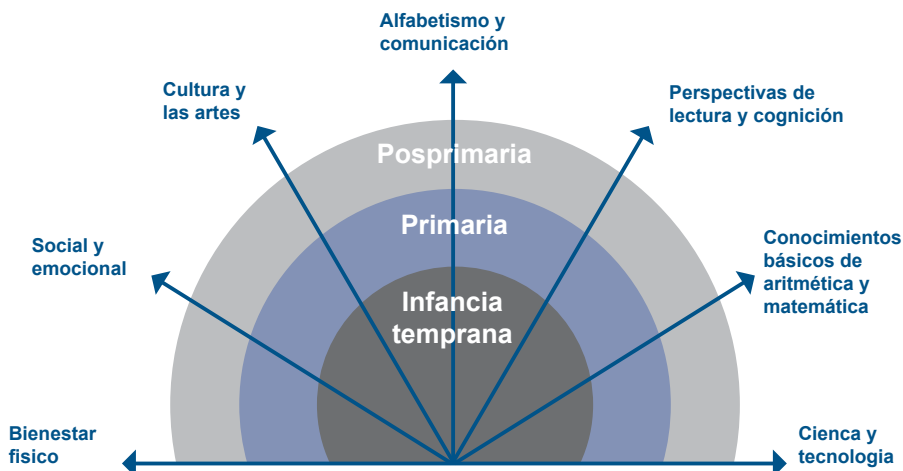 Alfabetismo y
comunicación
Cultura y
las artes
Perspectivas de
lectura y cognición
Posprimaria
Primaria
Social y
emocional
Conocimientos
básicos de
aritmética y
matemática
Infancia
temprana
Bienestar
fisico
Cienca y
tecnologia